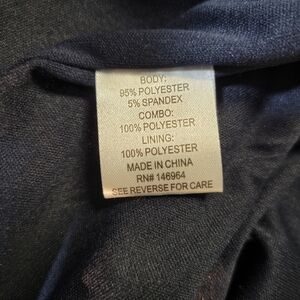 BODY:
95% POLYESTER
5% SPANDEX
COMBO:
100% POLYESTER
LINING:
100% POLYESTER
MADE IN CHINA
RN# 146964
SEE REVERSE FOR CARE